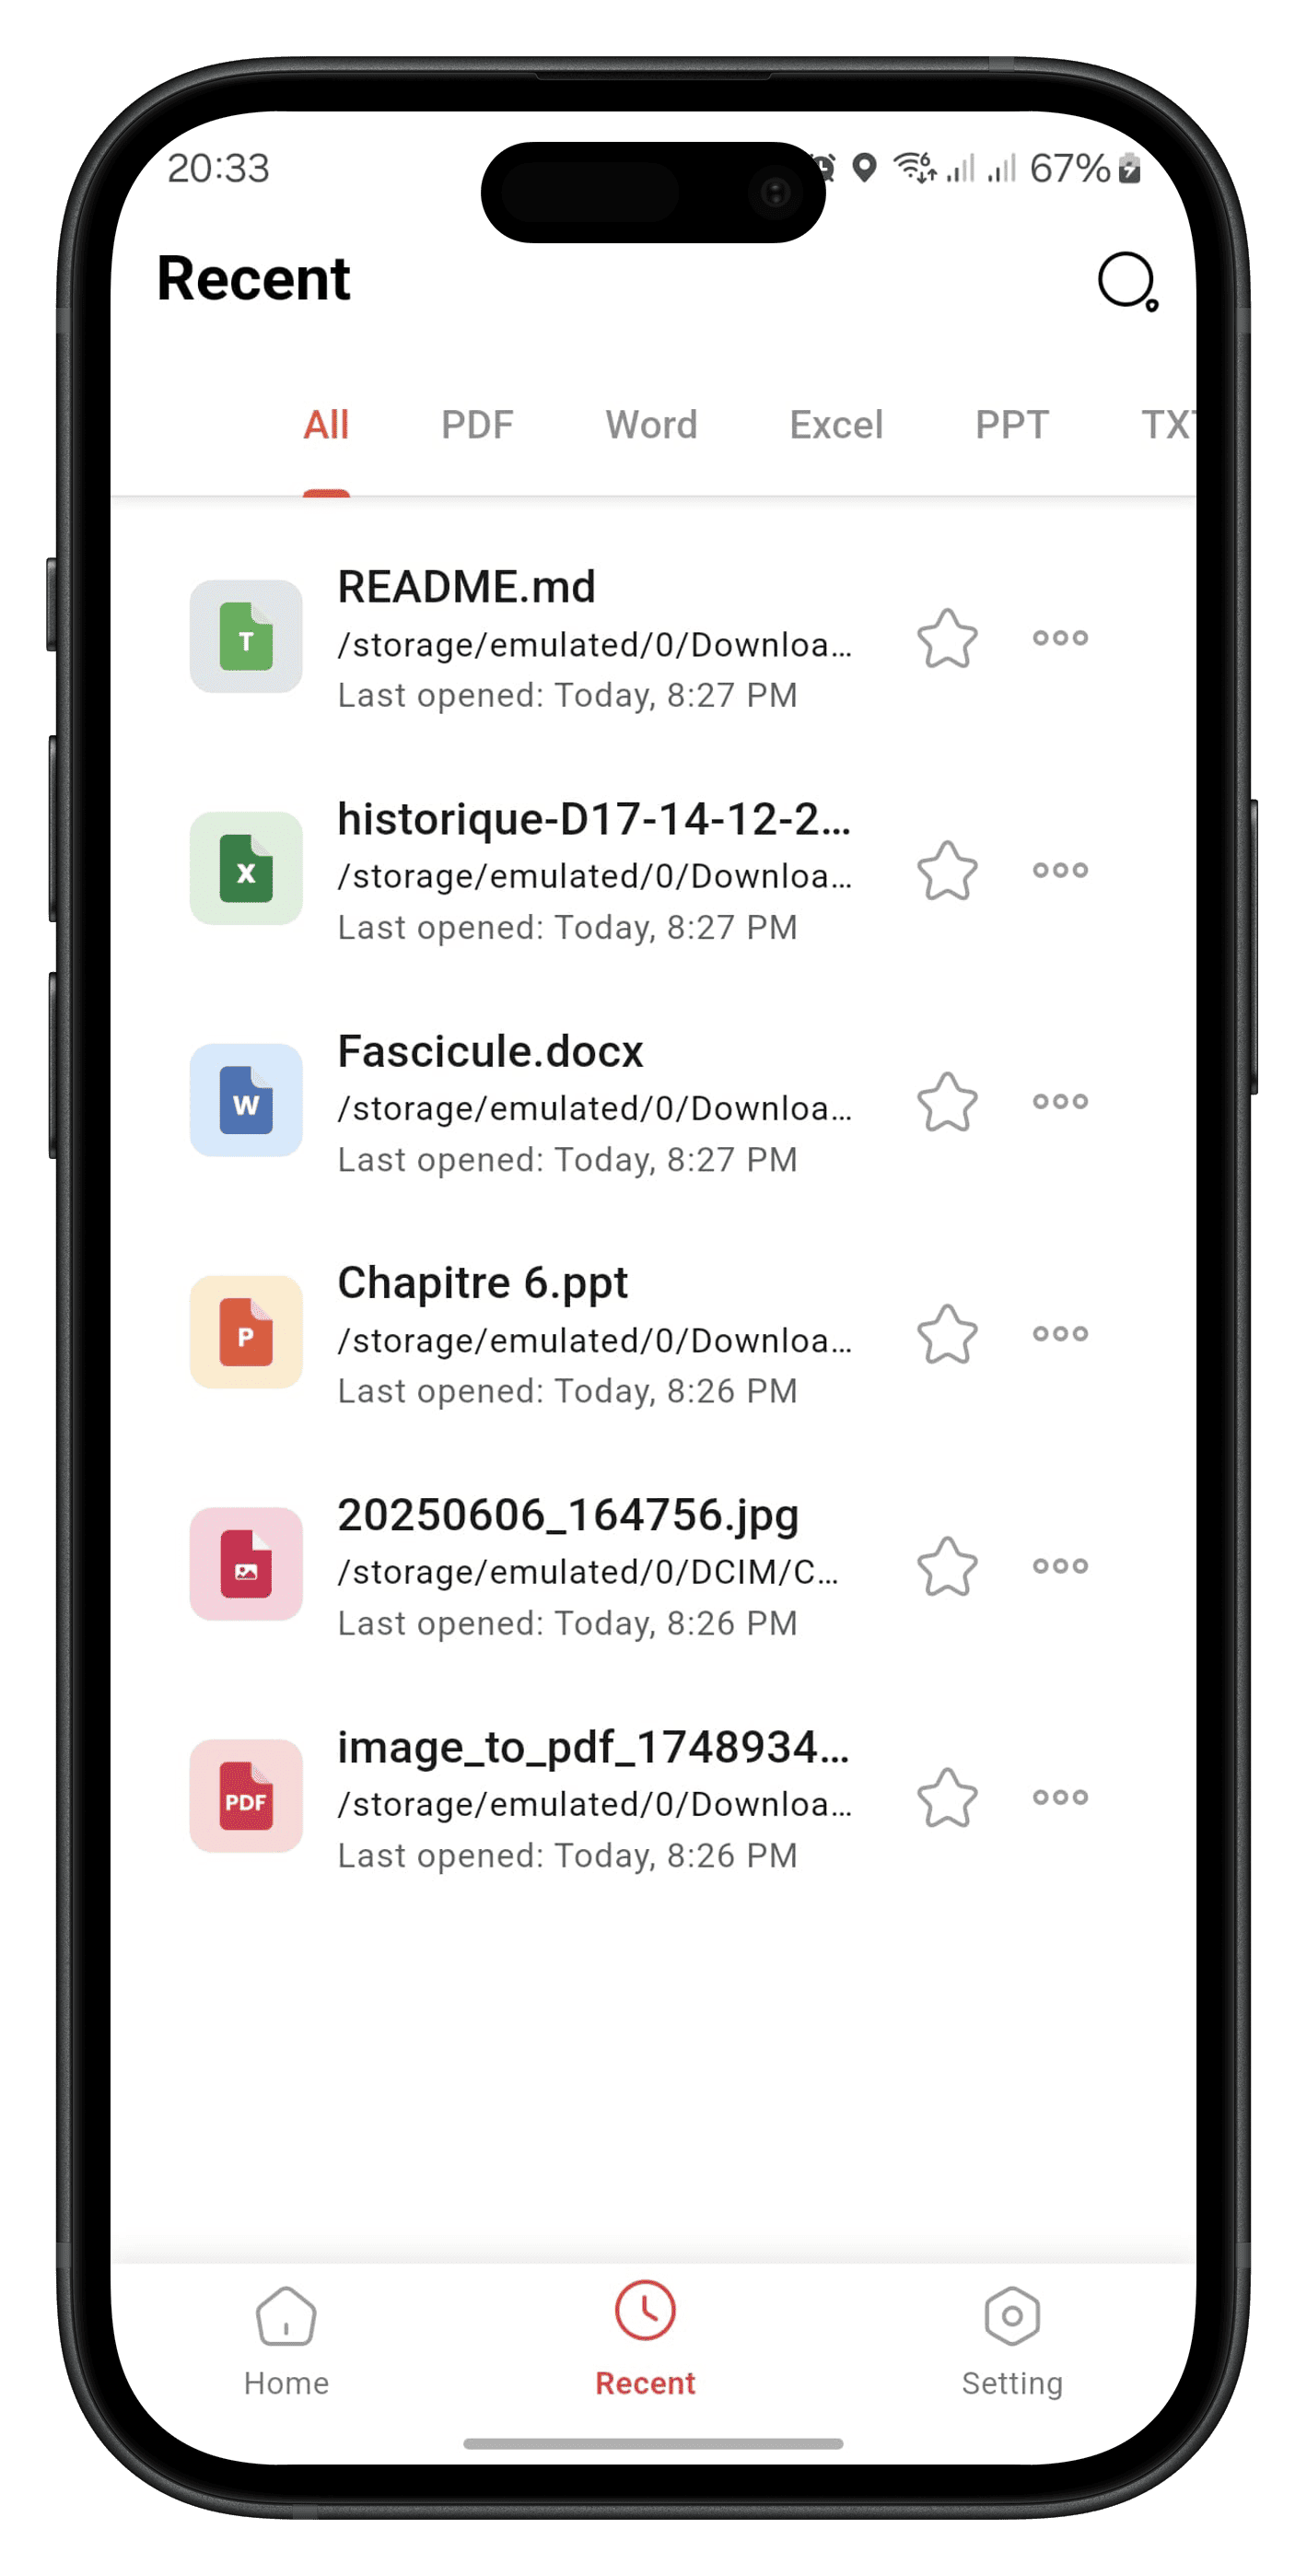 20:33
67%
Recent
All PDF Word Excel PPT TXT
T
README.md
/storage/emulated/0/Downloa...
Last opened: Today, 8:27 PM
X
historique-D17-14-12-2...
/storage/emulated/0/Downloa...
Last opened: Today, 8:27 PM
W
Fascicule.docx
/storage/emulated/0/Downloa...
Last opened: Today, 8:27 PM
P
Chapitre 6.ppt
/storage/emulated/0/Downloa...
Last opened: Today, 8:26 PM
20250606_164756.jpg
/storage/emulated/0/DCIM/C...
Last opened: Today, 8:26 PM
PDF
image_to_pdf_1748934...
/storage/emulated/0/Downloa...
Last opened: Today, 8:26 PM
Home Recent Setting